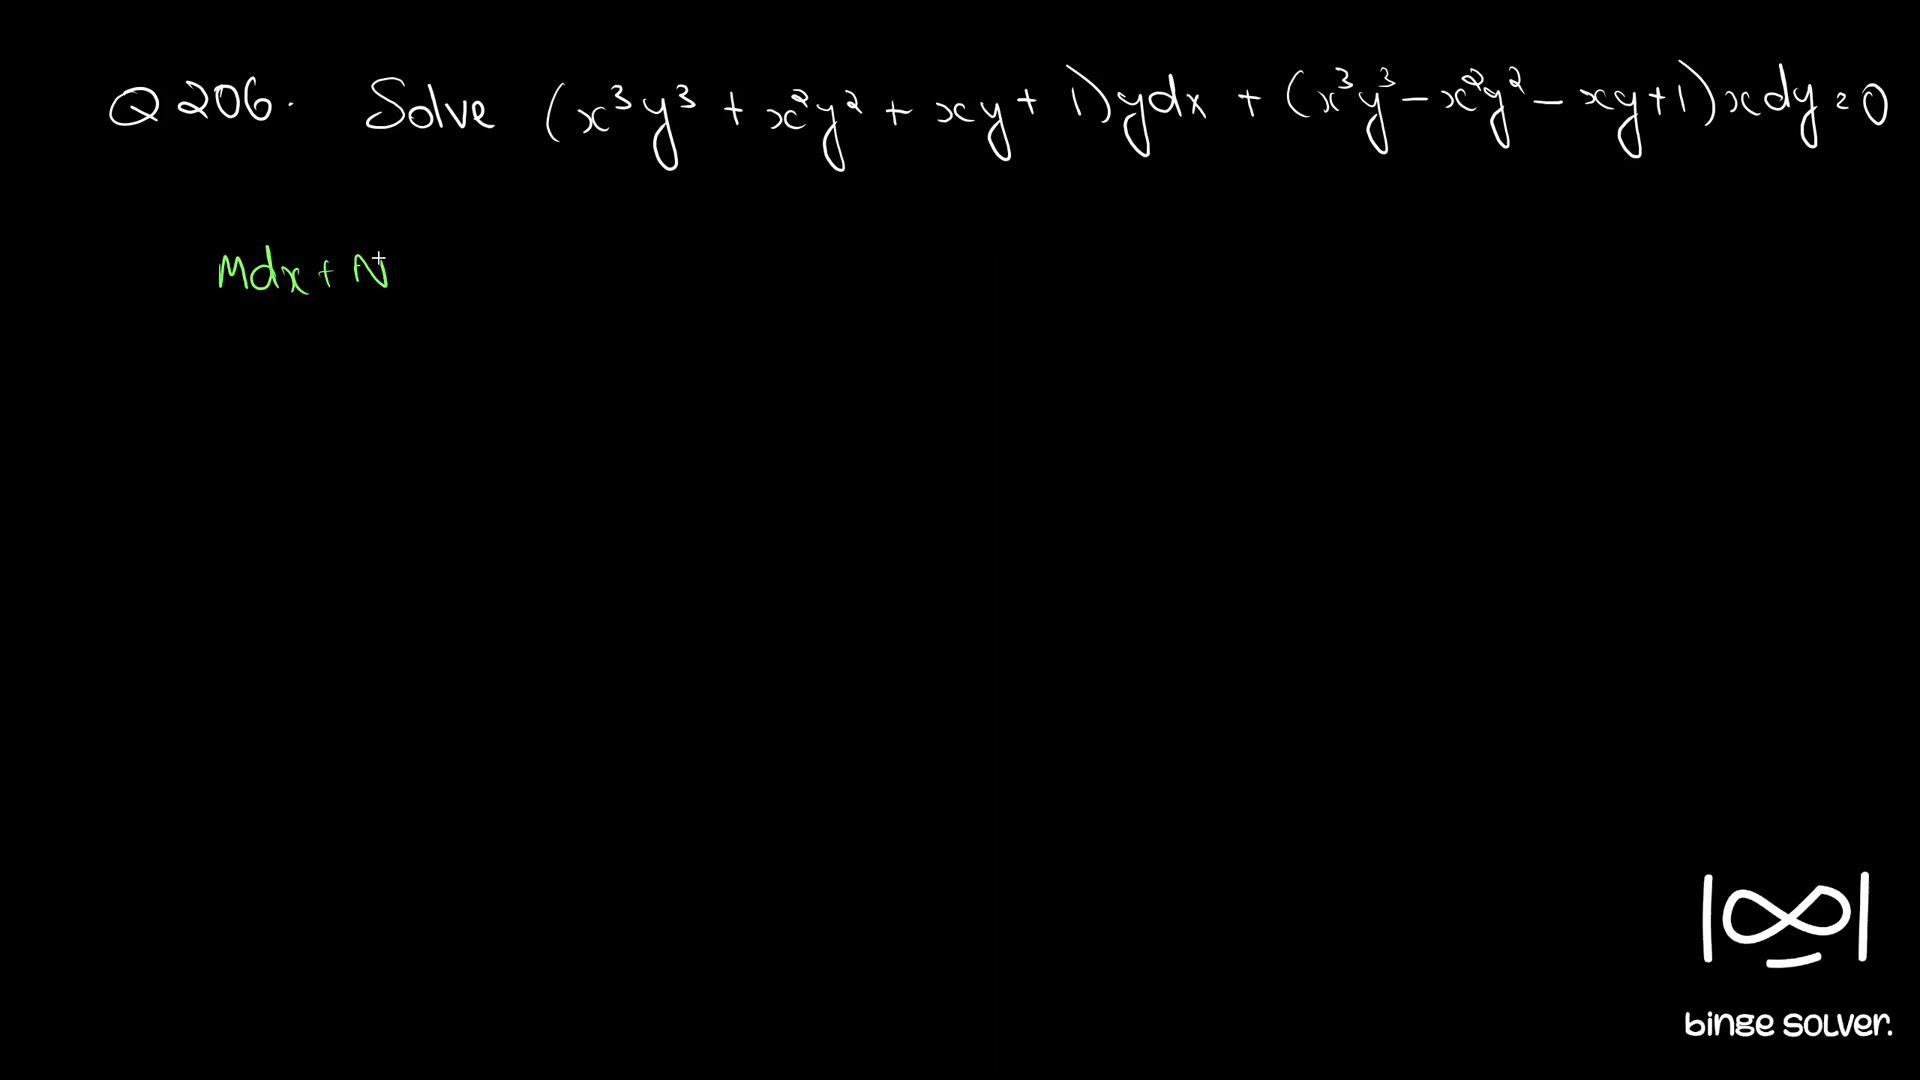 Q 206. Solve (x³y³ + x²y² + xy + 1)ydx + (x³y³ - x²y² - xy + 1)xdy = 0
Mdx + N
binge solver.